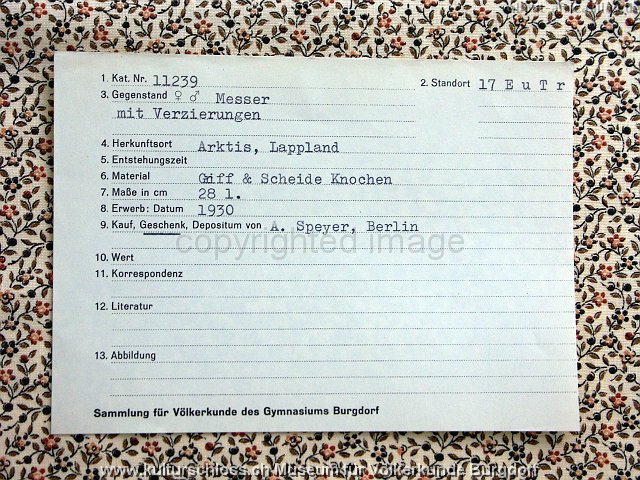 1. Kat. Nr. 11239
2. Standort 17 E u T r
3. Gegenstand ♀ ♂ Messer
mit Verzierungen
4. Herkunftsort Arktis, Lappland
5. Entstehungszeit
6. Material Griff & Scheide Knochen
7. Maße in cm 28 l.
8. Erwerb: Datum 1930
9. Kauf, Geschenk, Depositum von A. Speyer, Berlin
copyrighted image
10. Wert
11. Korrespondenz
12. Literatur
13. Abbildung
Sammlung für Völkerkunde des Gymnasiums Burgdorf
www.kulturschloss.ch Museum für Völkerkunde Burgdorf